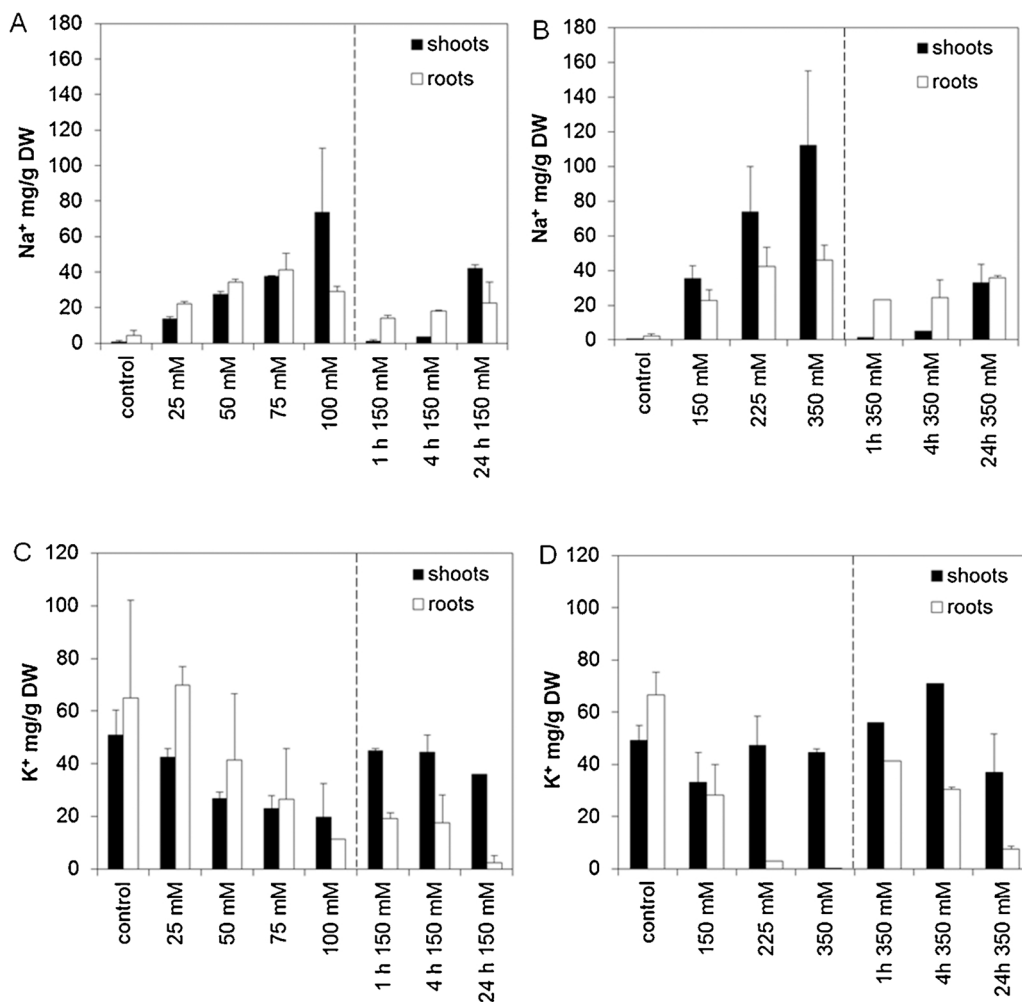 A
Na⁺ mg/g DW
180
160
140
120
100
80
60
40
20
0
shoots
roots
control
25 mM
50 mM
75 mM
100 mM
1 h 150 mM
4 h 150 mM
24 h 150 mM
B
Na⁺ mg/g DW
180
160
140
120
100
80
60
40
20
0
shoots
roots
control
150 mM
225 mM
350 mM
1h 350 mM
4h 350 mM
24h 350 mM
C
K⁺ mg/g DW
120
100
80
60
40
20
0
shoots
roots
control
25 mM
50 mM
75 mM
100 mM
1 h 150 mM
4 h 150 mM
24 h 150 mM
D
K⁺ mg/g DW
120
100
80
60
40
20
0
shoots
roots
control
150 mM
225 mM
350 mM
1h 350 mM
4h 350 mM
24h 350 mM